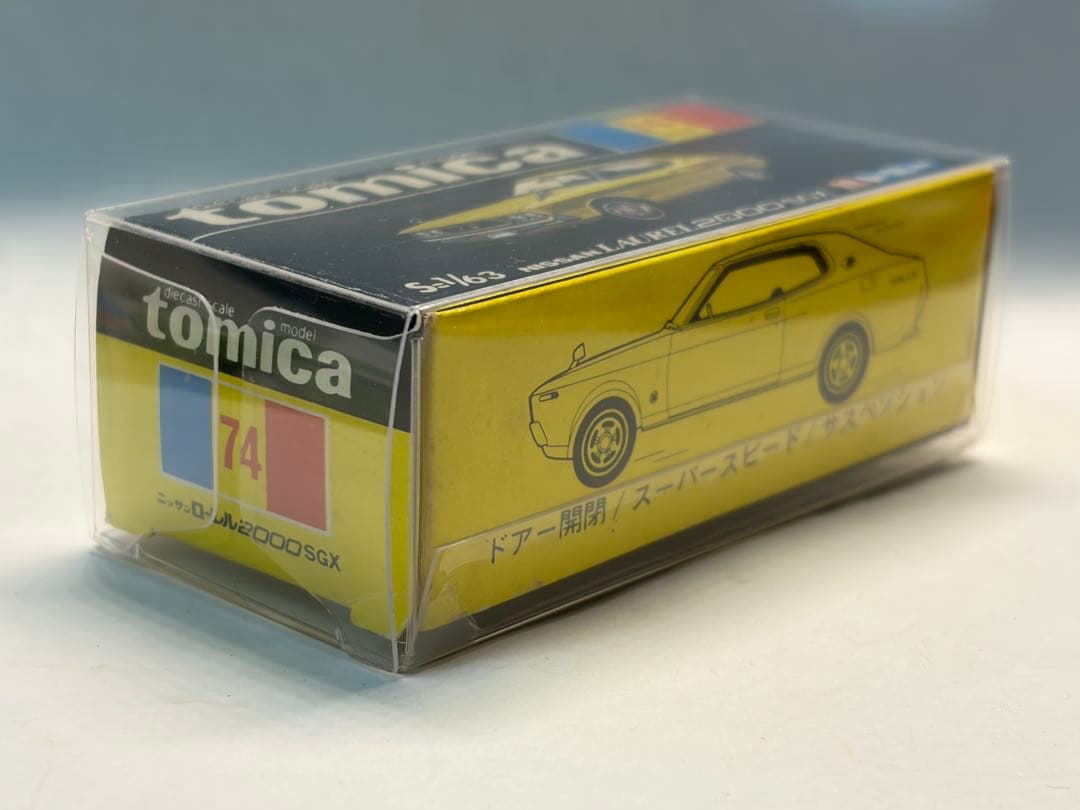 tomica
S=1/63 NISSAN LAUREL 2000SGX
diecast scale model
tomica
74
ニッサンローレル2000SGX
ドアー開閉/スーパースピード/サスペンション